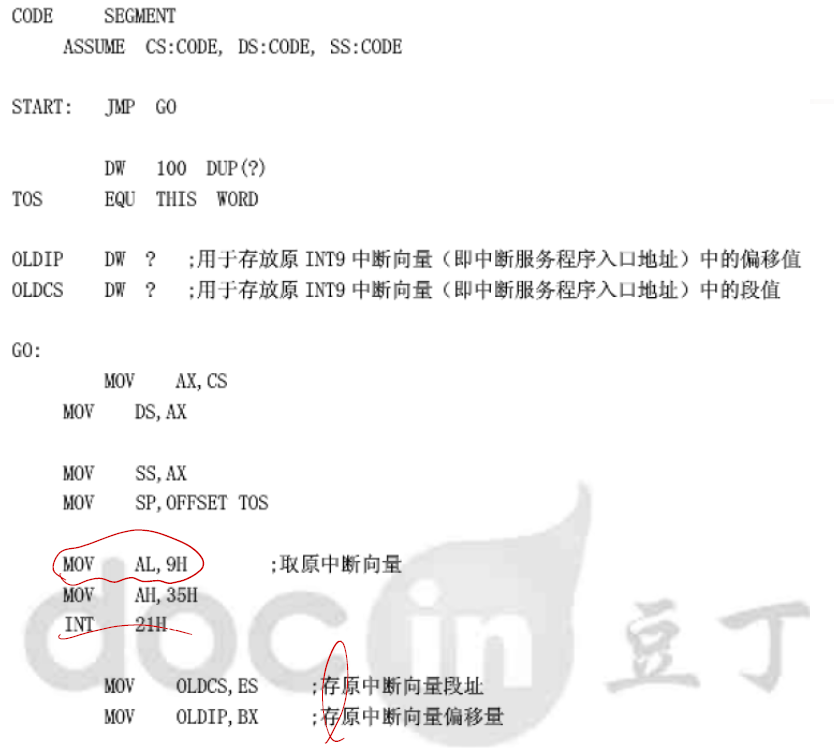 CODE SEGMENT
ASSUME CS:CODE, DS:CODE, SS:CODE
START: JMP GO
DW 100 DUP(?)
TOS EQU THIS WORD
OLDIP DW ? ;用于存放原 INT9 中断向量（即中断服务程序入口地址）中的偏移值
OLDCS DW ? ;用于存放原 INT9 中断向量（即中断服务程序入口地址）中的段值
GO:
MOV AX,CS
MOV DS,AX
MOV SS,AX
MOV SP,OFFSET TOS
MOV AL,9H ;取原中断向量
MOV AH,35H
INT 21H
MOV OLDCS,ES ;存原中断向量段址
MOV OLDIP,BX ;存原中断向量偏移量
docin 豆丁